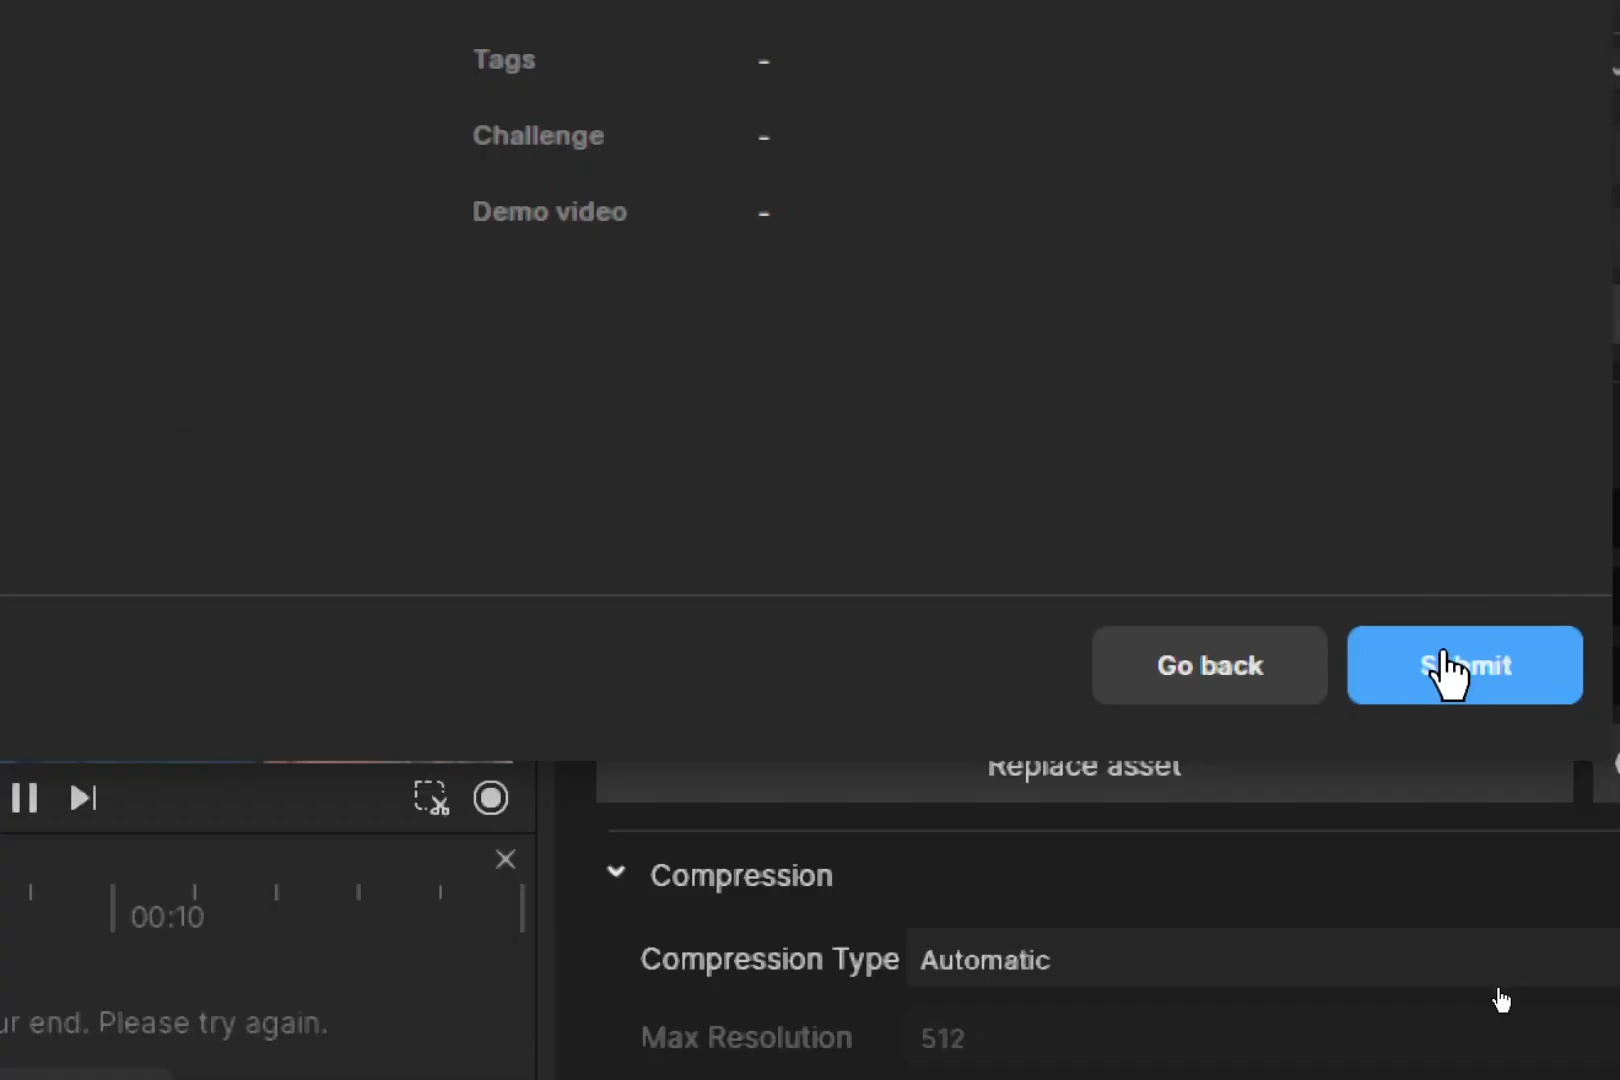 Tags -
Challenge -
Demo video -
Go back
Submit
Replace asset
Compression
00:10
Compression Type Automatic
end. Please try again.
Max Resolution 512